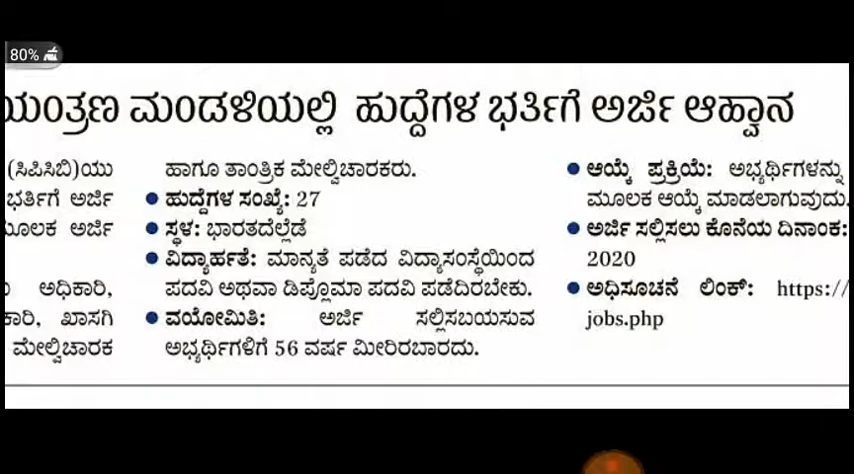 80%
ಯಂತ್ರಣ ಮಂಡಳಿಯಲ್ಲಿ ಹುದ್ದೆಗಳ ಭರ್ತಿಗೆ ಅರ್ಜಿ ಆಹ್ವಾನ
(ಸಿಪಿಸಿಬಿ)ಯು
ಭರ್ತಿಗೆ ಅರ್ಜಿ
ಮೂಲಕ ಅರ್ಜಿ
ಅಧಿಕಾರಿ,
ಕಾರಿ, ಖಾಸಗಿ
ಮೇಲ್ವಿಚಾರಕ
ಹಾಗೂ ತಾಂತ್ರಿಕ ಮೇಲ್ವಿಚಾರಕರು.
● ಹುದ್ದೆಗಳ ಸಂಖ್ಯೆ: 27
● ಸ್ಥಳ: ಭಾರತದೆಲ್ಲೆಡೆ
● ವಿದ್ಯಾರ್ಹತೆ: ಮಾನ್ಯತೆ ಪಡೆದ ವಿದ್ಯಾಸಂಸ್ಥೆಯಿಂದ
ಪದವಿ ಅಥವಾ ಡಿಪ್ಲೊಮಾ ಪದವಿ ಪಡೆದಿರಬೇಕು.
● ವಯೋಮಿತಿ: ಅರ್ಜಿ ಸಲ್ಲಿಸಬಯಸುವ
ಅಭ್ಯರ್ಥಿಗಳಿಗೆ 56 ವರ್ಷ ಮೀರಿರಬಾರದು.
● ಆಯ್ಕೆ ಪ್ರಕ್ರಿಯೆ: ಅಭ್ಯರ್ಥಿಗಳನ್ನು
ಮೂಲಕ ಆಯ್ಕೆ ಮಾಡಲಾಗುವುದು.
● ಅರ್ಜಿ ಸಲ್ಲಿಸಲು ಕೊನೆಯ ದಿನಾಂಕ:
2020
● ಅಧಿಸೂಚನೆ ಲಿಂಕ್: https://
jobs.php